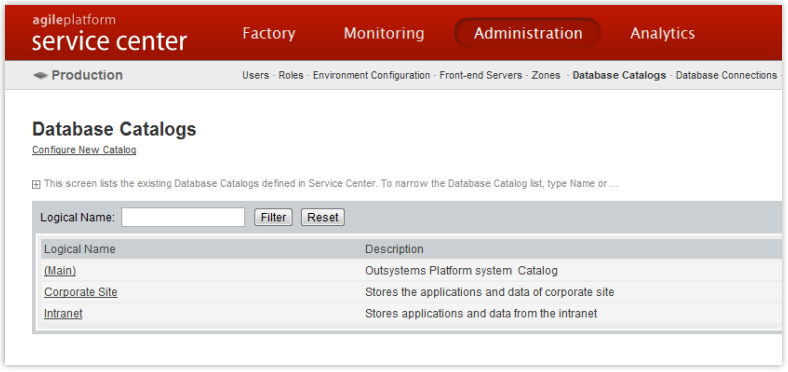 agileplatform
service center
Factory Monitoring Administration Analytics
Production
Users · Roles · Environment Configuration · Front-end Servers · Zones · Database Catalogs · Database Connections ·
Database Catalogs
Configure New Catalog
This screen lists the existing Database Catalogs defined in Service Center. To narrow the Database Catalog list, type Name or ...
Logical Name: Filter Reset
Logical Name Description
(Main) Outsystems Platform system Catalog
Corporate Site Stores the applications and data of corporate site
Intranet Stores applications and data from the intranet